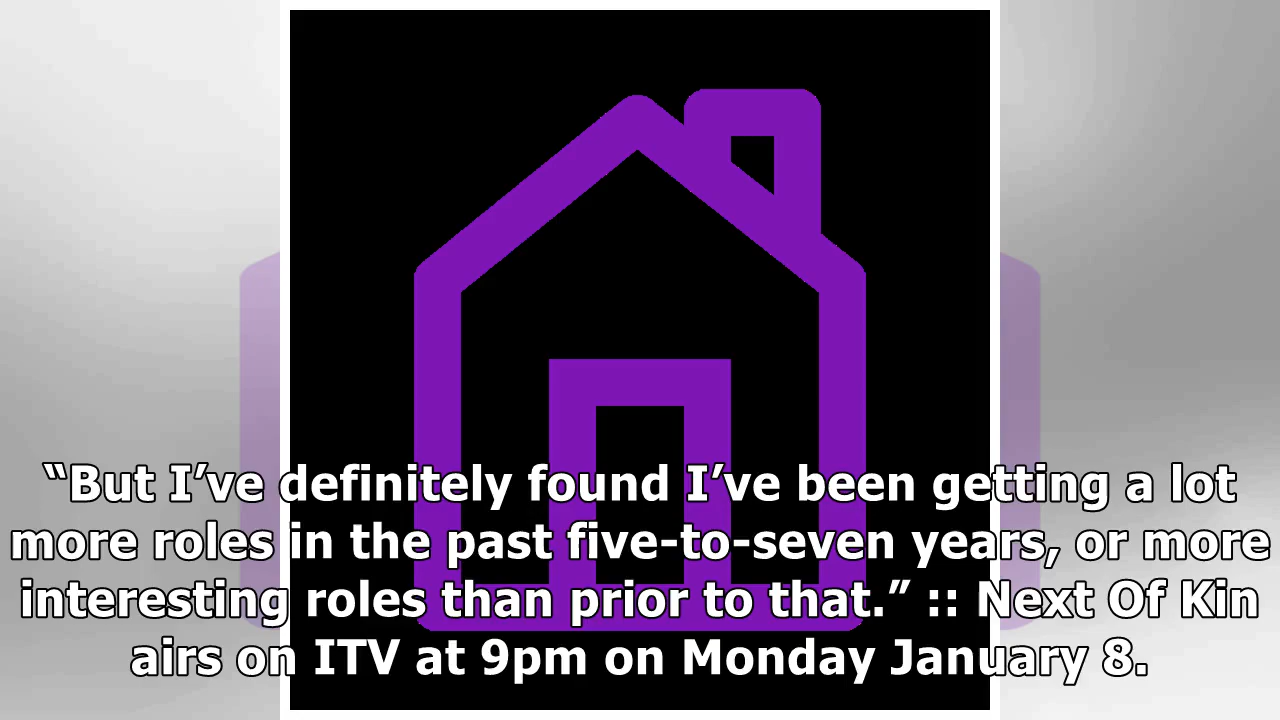 “But I’ve definitely found I’ve been getting a lot
more roles in the past five-to-seven years, or more
interesting roles than prior to that.” :: Next Of Kin
airs on ITV at 9pm on Monday January 8.